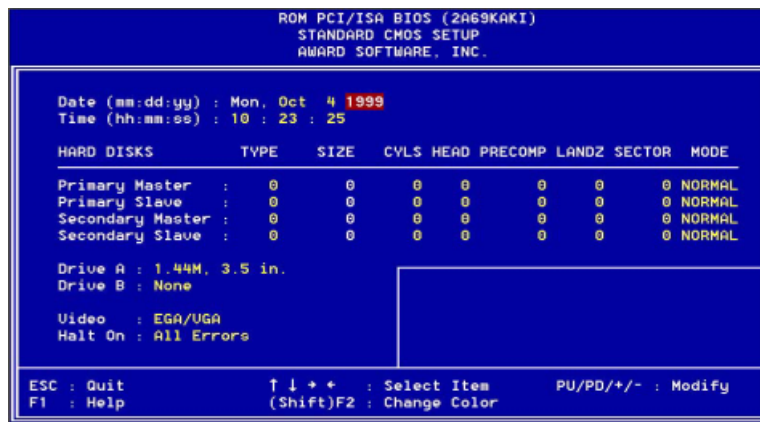 ROM PCI/ISA BIOS (2A69KAKI)
STANDARD CMOS SETUP
AWARD SOFTWARE, INC.
Date (mm:dd:yy) : Mon, Oct 4 1999
Time (hh:mm:ss) : 10 : 23 : 25
HARD DISKS TYPE SIZE CYLS HEAD PRECOMP LANDZ SECTOR MODE
Primary Master : 0 0 0 0 0 0 0 NORMAL
Primary Slave : 0 0 0 0 0 0 0 NORMAL
Secondary Master : 0 0 0 0 0 0 0 NORMAL
Secondary Slave : 0 0 0 0 0 0 0 NORMAL
Drive A : 1.44M, 3.5 in.
Drive B : None
Video : EGA/VGA
Halt On : All Errors
ESC : Quit ↑ ↓ → ← : Select Item PU/PD/+/- : Modify
F1 : Help (Shift)F2 : Change Color